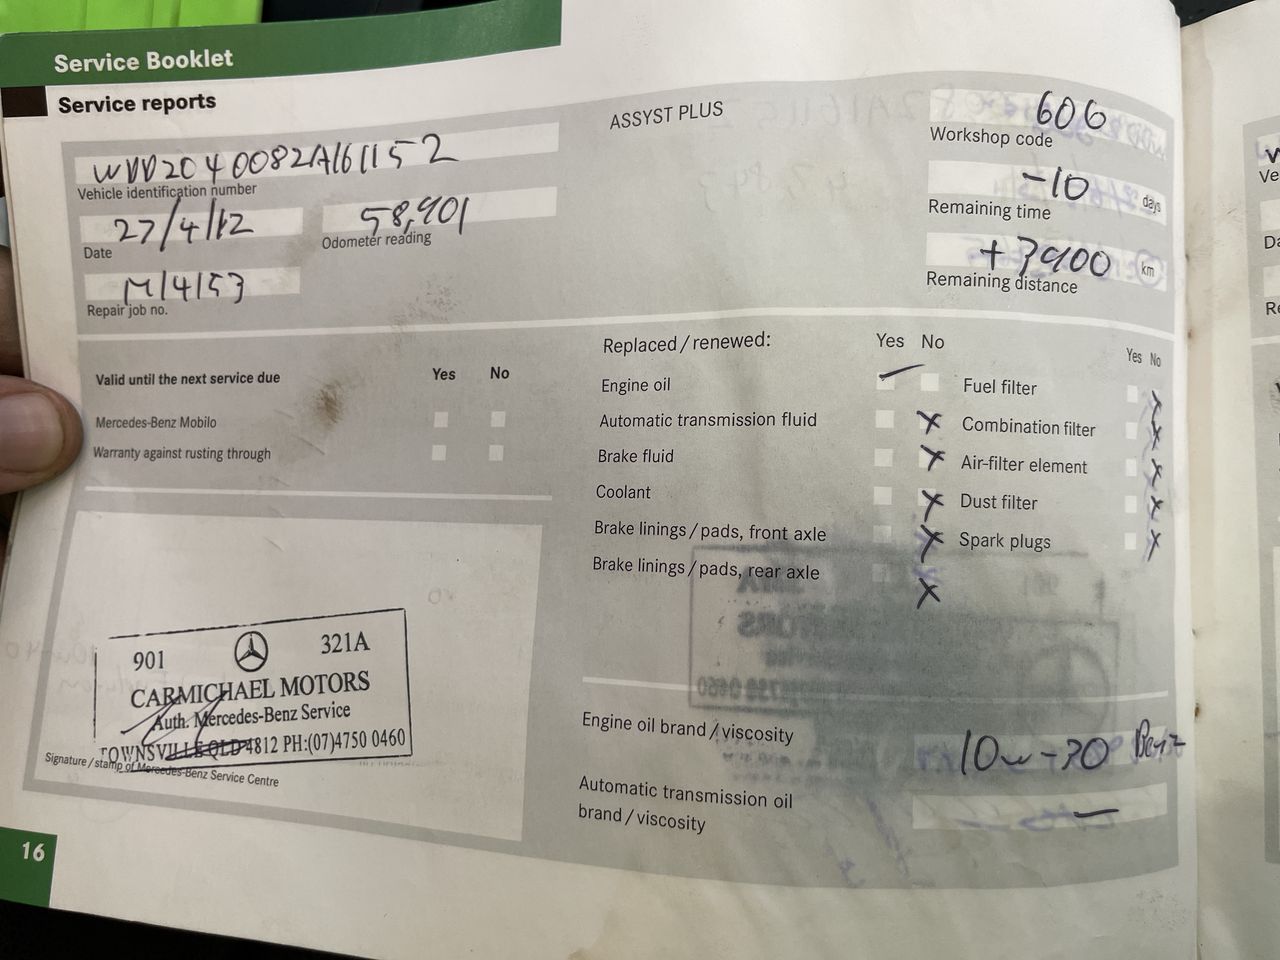 Service Booklet
Service reports
ASSYST PLUS
WDD2040082A161152
Vehicle identification number
606
Workshop code
27/4/12
Date
58,901
Odometer reading
-10 days
Remaining time
M/4/53
Repair job no.
+3900 km
Remaining distance
Valid until the next service due Yes No
Mercedes-Benz Mobilo
Warranty against rusting through
Replaced/renewed: Yes No
Engine oil
Automatic transmission fluid
Brake fluid
Coolant
Brake linings/pads, front axle
Brake linings/pads, rear axle
Yes No
Fuel filter
Combination filter
Air-filter element
Dust filter
Spark plugs
901 321A
CARMICHAEL MOTORS
Auth. Mercedes-Benz Service
TOWNSVILLE QLD 4812 PH:(07)4750 0460
Signature/stamp of Mercedes-Benz Service Centre
Engine oil brand/viscosity
10w-30 Benz
Automatic transmission oil
brand/viscosity
16